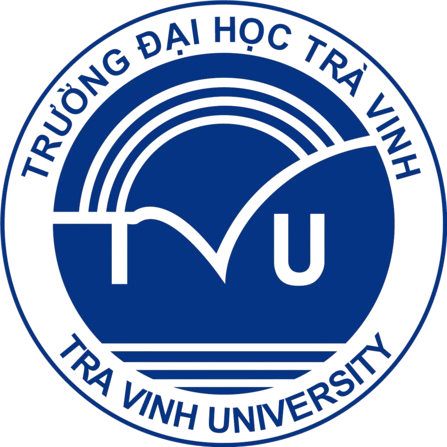 TRƯỜNG ĐẠI HỌC TRÀ VINH
TVU
TRA VINH UNIVERSITY